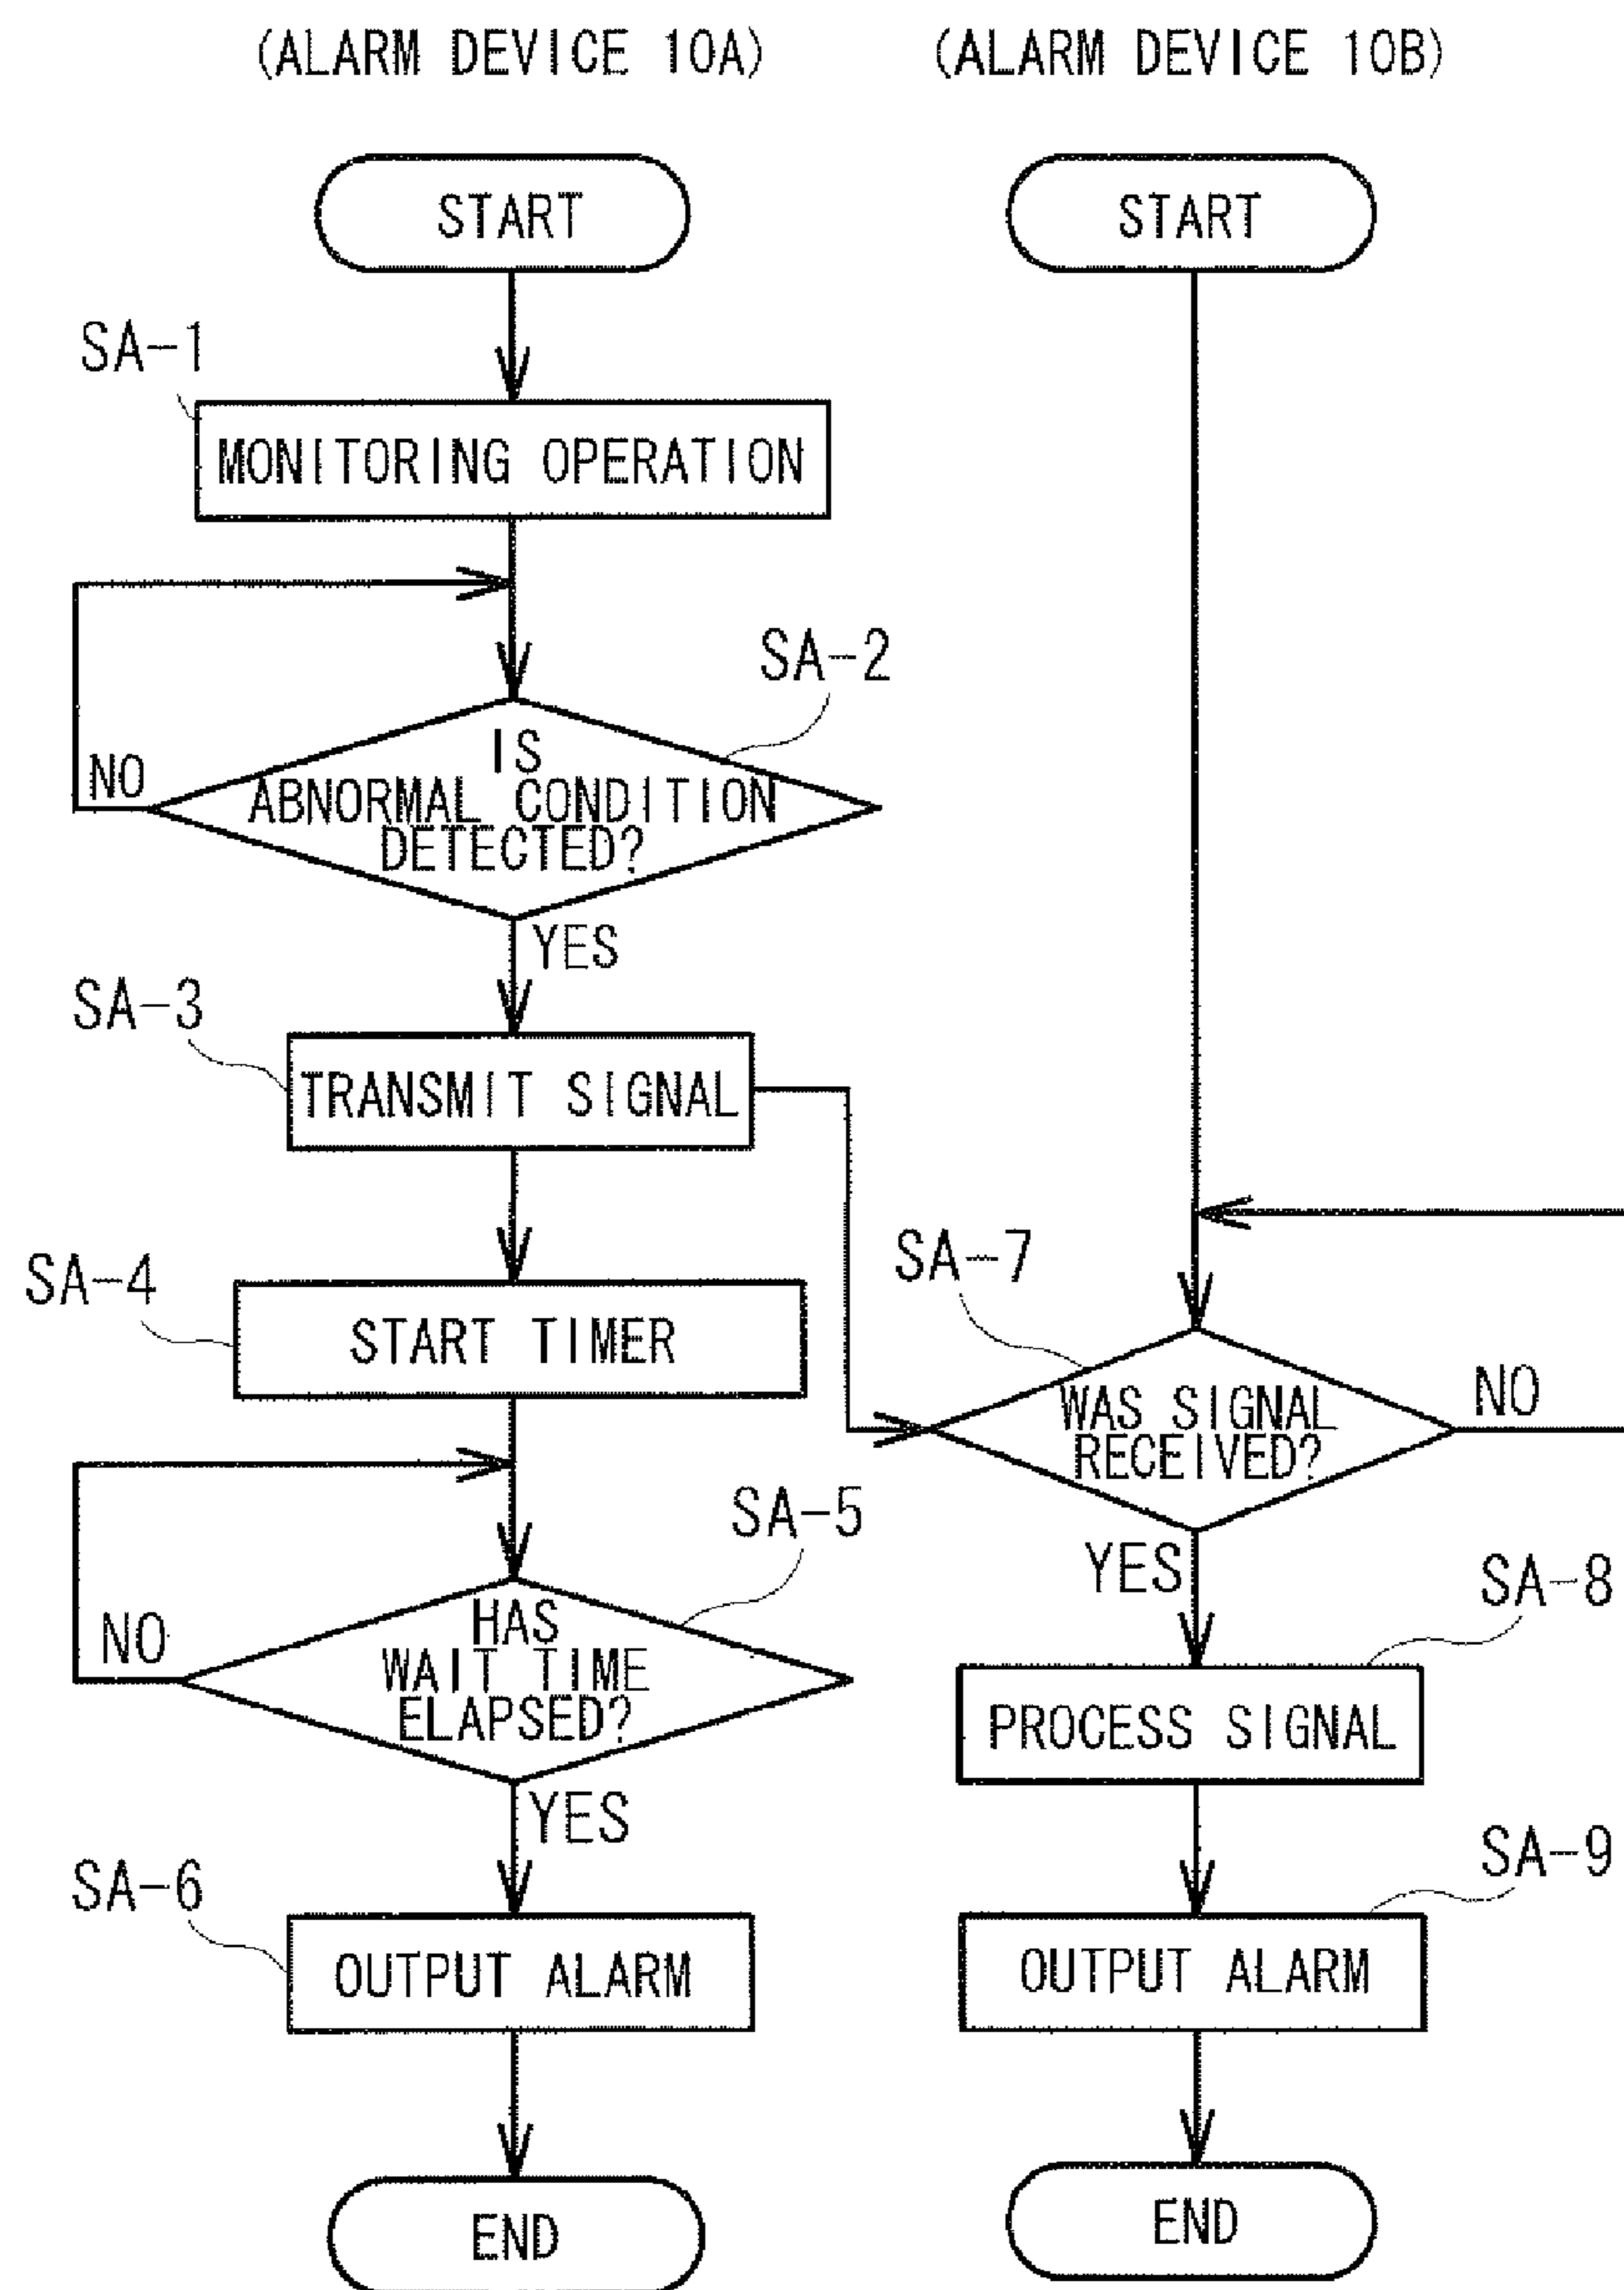 (ALARM DEVICE 10A)
(ALARM DEVICE 10B)
START
SA-1
MONITORING OPERATION
SA-2
IS
ABNORMAL CONDITION
DETECTED?
NO
YES
SA-3
TRANSMIT SIGNAL
SA-4
START TIMER
SA-5
HAS
WAIT TIME
ELAPSED?
NO
YES
SA-6
OUTPUT ALARM
END
START
SA-7
WAS SIGNAL
RECEIVED?
NO
YES
SA-8
PROCESS SIGNAL
SA-9
OUTPUT ALARM
END